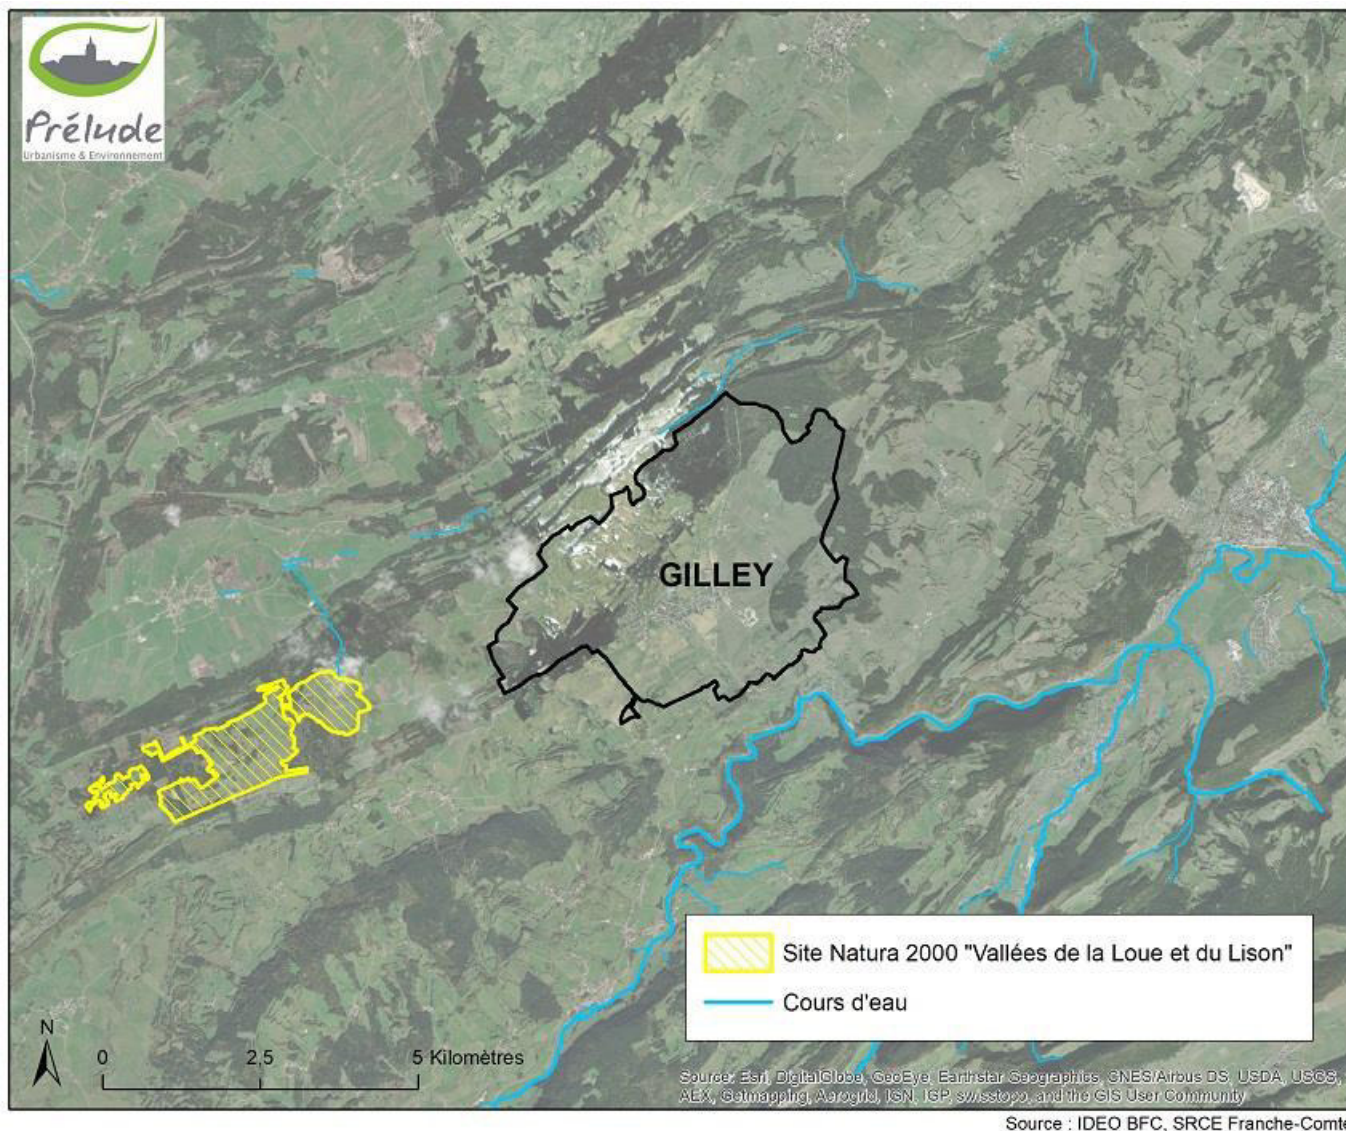 Prélude
Urbanisme & Environnement
GILLEY
Site Natura 2000 "Vallées de la Loue et du Lison"
Cours d'eau
N
0 2,5 5 Kilomètres
Source: Esri, DigitalGlobe, GeoEye, Earthstar Geographics, CNES/Airbus DS, USDA, USGS,
AEX, Getmapping, Aerogrid, IGN, IGP, swisstopo, and the GIS User Community
Source : IDEO BFC, SRCE Franche-Comté